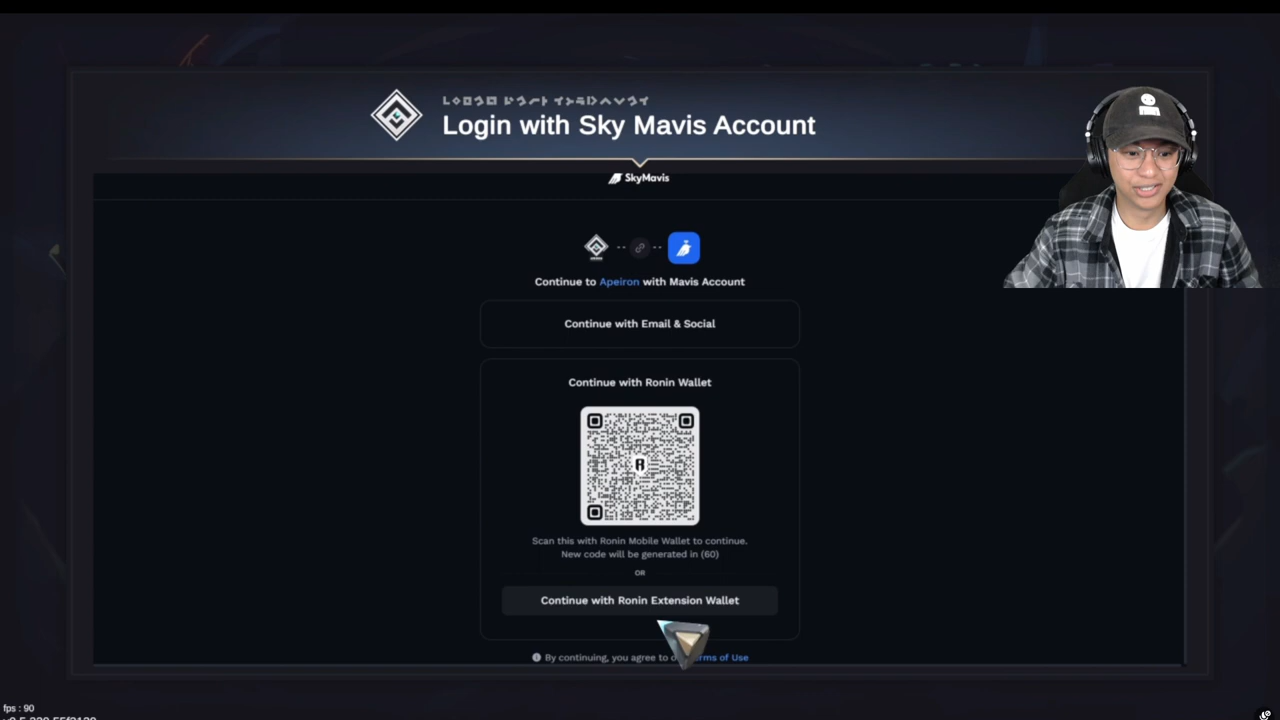 Login with Sky Mavis Account
SkyMavis
Continue to Apeiron with Mavis Account
Continue with Email & Social
Continue with Ronin Wallet
Scan this with Ronin Mobile Wallet to continue.
New code will be generated in (60)
OR
Continue with Ronin Extension Wallet
By continuing, you agree to Terms of Use
fps : 90